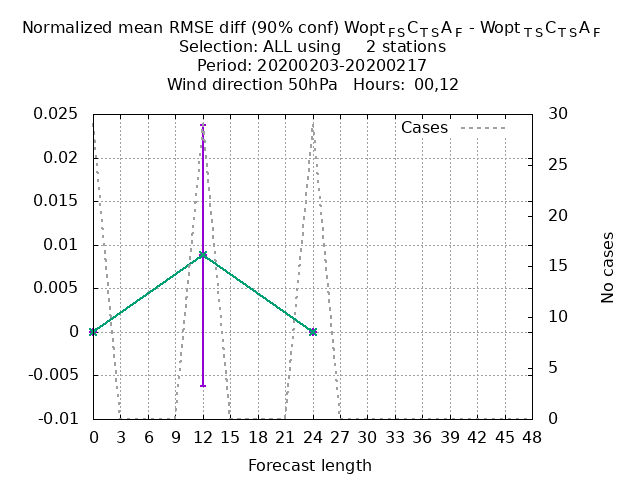 Normalized mean RMSE diff (90% conf) Wopt FS C TS A F - Wopt TS C TS A F
Selection: ALL using     2 stations
Period: 20200203-20200217
Wind direction 50hPa   Hours: 00,12
Cases
0.025
0.02
0.015
0.01
0.005
0
-0.005
-0.01
30
25
20
15
10
5
0
No cases
0 3 6 9 12 15 18 21 24 27 30 33 36 39 42 45 48
Forecast length